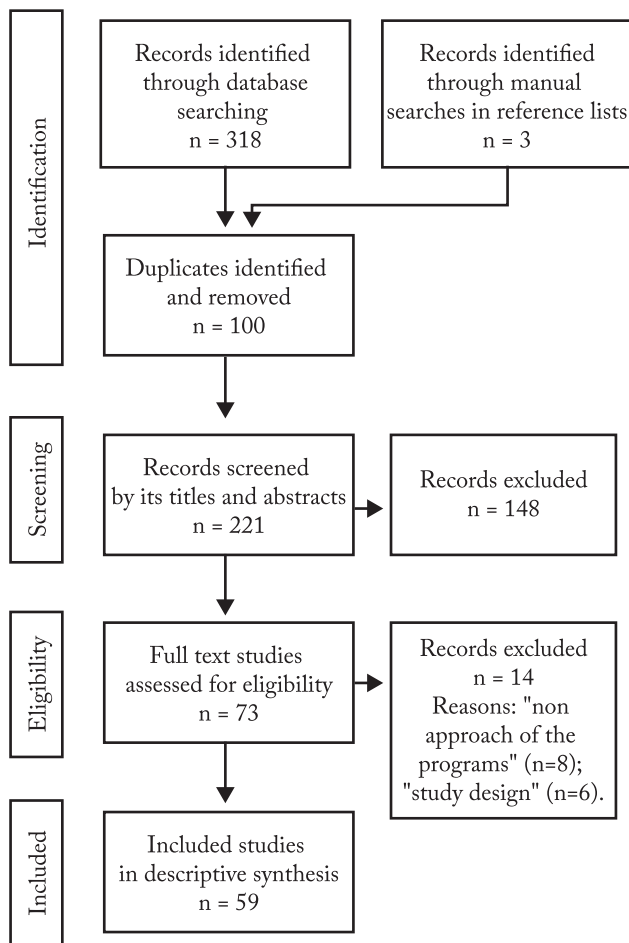 Identification
Records identified
through database
searching
n = 318
Records identified
through manual
searches in reference lists
n = 3
Duplicates identified
and removed
n = 100
Screening
Records screened
by its titles and abstracts
n = 221
Records excluded
n = 148
Eligibility
Full text studies
assessed for eligibility
n = 73
Records excluded
n = 14
Reasons: "non
approach of the
programs" (n=8);
"study design" (n=6).
Included
Included studies
in descriptive synthesis
n = 59